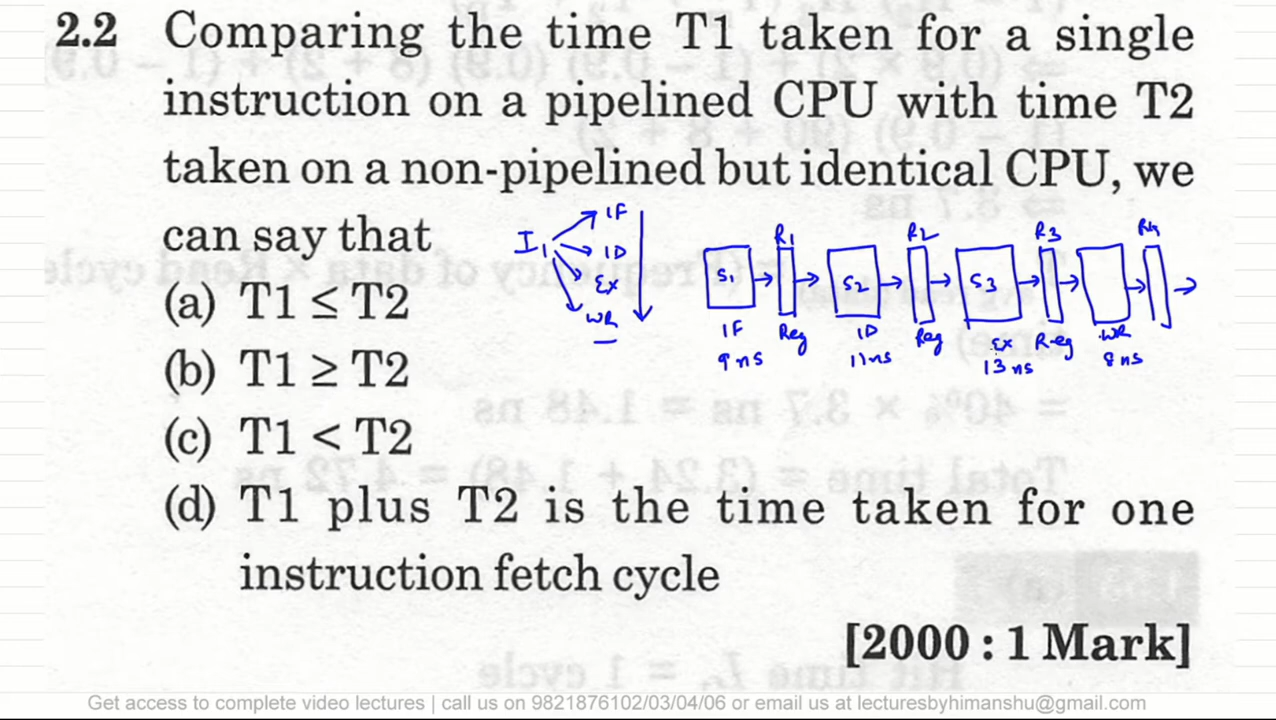 2.2 Comparing the time T1 taken for a single
instruction on a pipelined CPU with time T2
taken on a non-pipelined but identical CPU, we
can say that
(a) T1 ≤ T2
(b) T1 ≥ T2
(c) T1 < T2
(d) T1 plus T2 is the time taken for one
instruction fetch cycle
[2000 : 1 Mark]
I1 IF
ID
EX
WR
R1 R2 R3 R4
S1 S2 S3
IF Reg ID Reg EX Reg WR
9 ns 11 ns 13 ns 8 ns
Get access to complete video lectures | call us on 9821876102/03/04/06 or email us at lecturesbyhimanshu@gmail.com